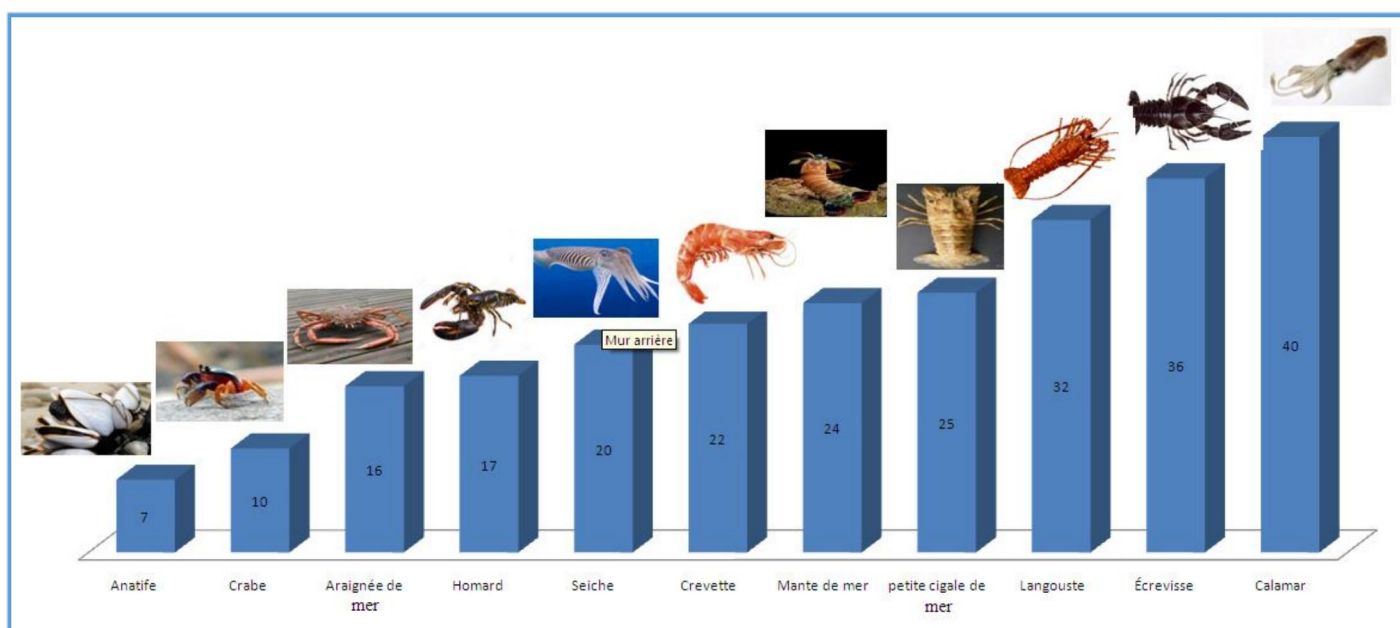 Mur arrière
7
10
16
17
20
22
24
25
32
36
40
Anatife
Crabe
Araignée de
mer
Homard
Seiche
Crevette
Mante de mer
petite cigale de
mer
Langouste
Écrevisse
Calamar